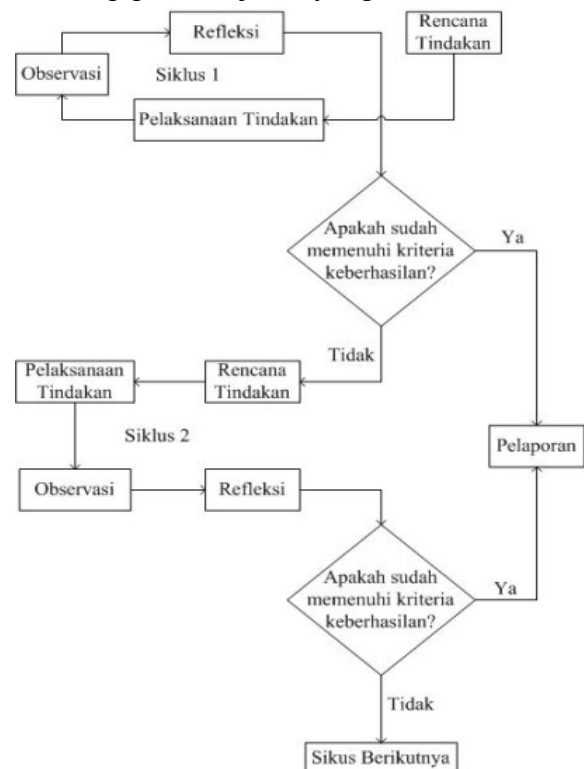 Refleksi
Rencana
Tindakan
Observasi
Siklus 1
Pelaksanaan Tindakan
Apakah sudah
memenuhi kriteria
keberhasilan?
Ya
Tidak
Pelaksanaan
Tindakan
Rencana
Tindakan
Siklus 2
Pelaporan
Observasi
Refleksi
Apakah sudah
memenuhi kriteria
keberhasilan?
Ya
Tidak
Sikus Berikutnya